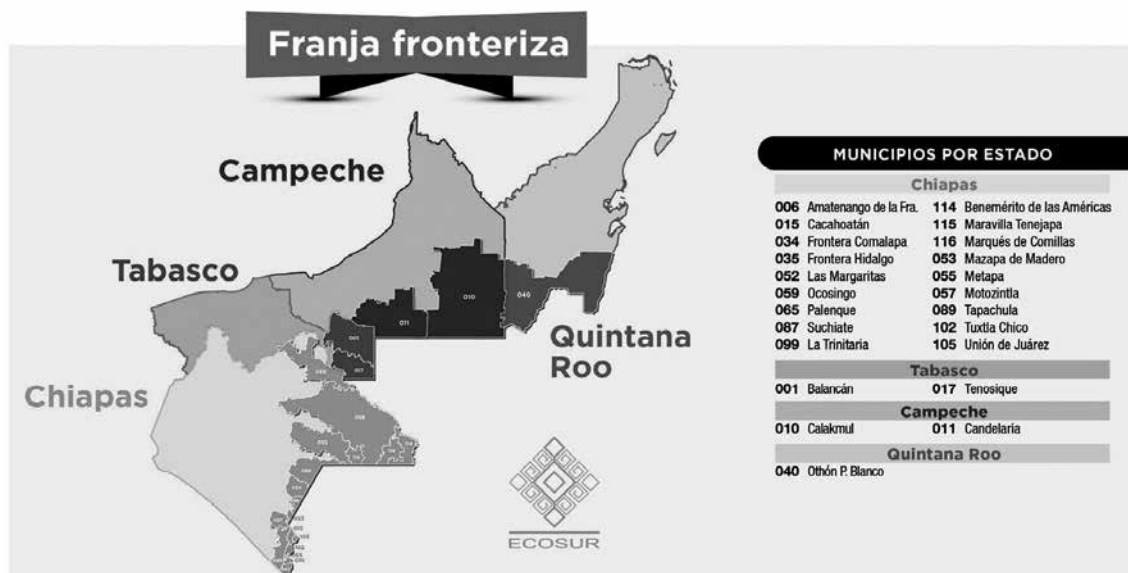 Franja fronteriza
Campeche
Tabasco
Quintana
Roo
Chiapas
010
040
011
001
017
ECOSUR
MUNICIPIOS POR ESTADO
Chiapas
006 Amatenango de la Fra. 114 Benemérito de las Américas
015 Cacahoatán 115 Maravilla Tenejapa
034 Frontera Comalapa 116 Marqués de Comillas
035 Frontera Hidalgo 053 Mazapa de Madero
052 Las Margaritas 055 Metapa
059 Ocosingo 057 Motozintla
065 Palenque 089 Tapachula
087 Suchiate 102 Tuxtla Chico
099 La Trinitaria 105 Unión de Juárez
Tabasco
001 Balancán 017 Tenosique
Campeche
010 Calakmul 011 Candelaria
Quintana Roo
040 Othón P. Blanco